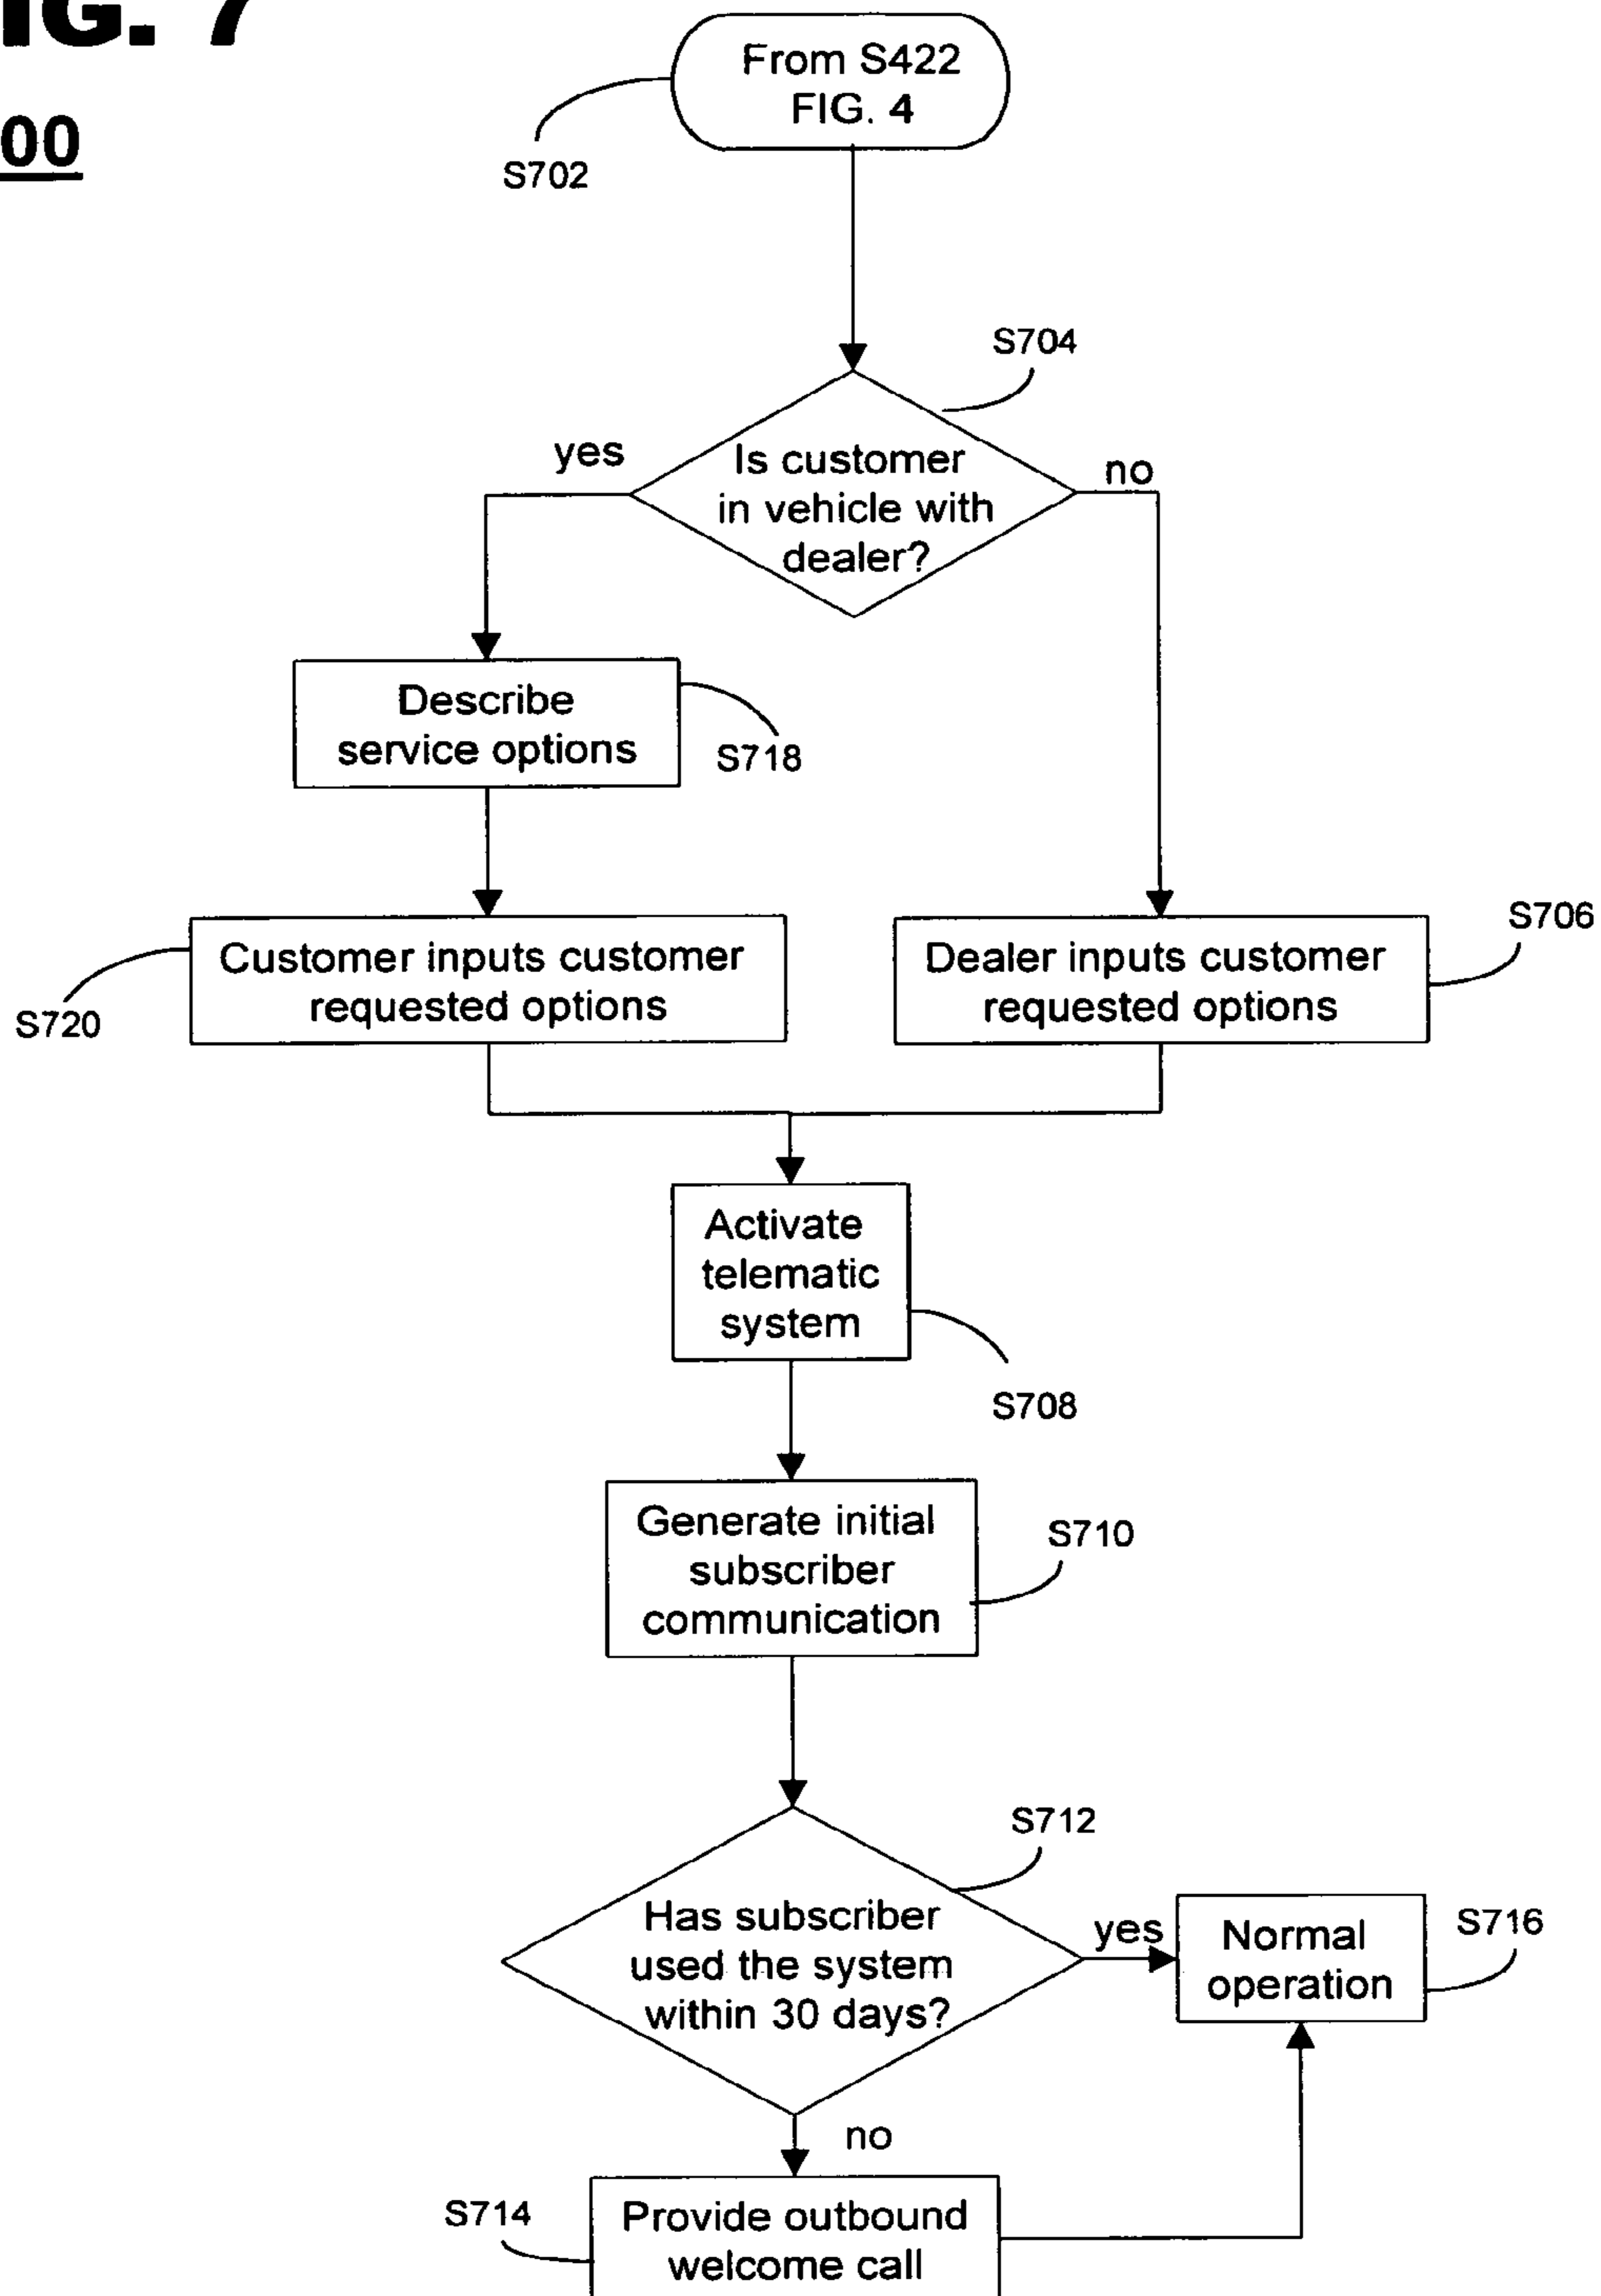 IG. 7
00
From S422
FIG. 4
S702
S704
yes
Is customer
in vehicle with
dealer?
no
Describe
service options
S718
Customer inputs customer
requested options
S720
Dealer inputs customer
requested options
S706
Activate
telematic
system
S708
Generate initial
subscriber
communication
S710
S712
Has subscriber
used the system
within 30 days?
yes
Normal
operation
S716
no
S714
Provide outbound
welcome call